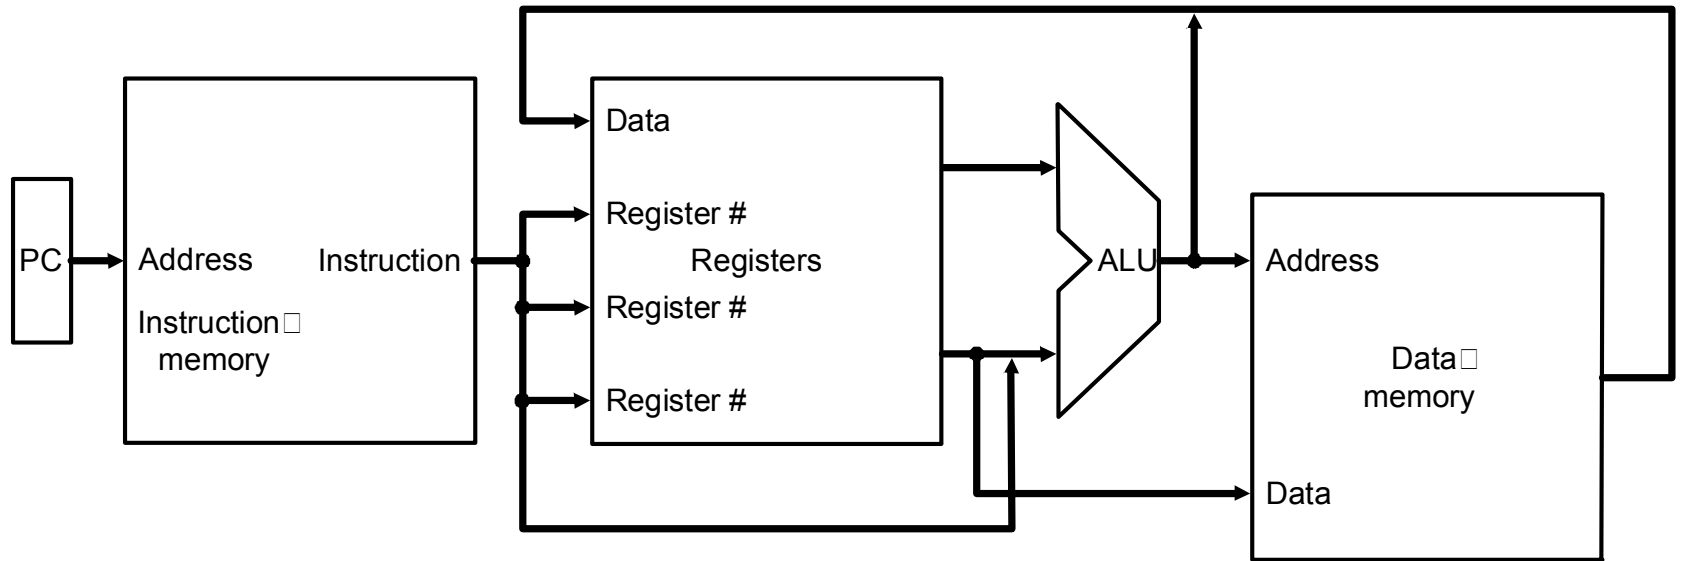 PC
Address
Instruction
Instruction□
memory
Data
Register #
Registers
Register #
Register #
ALU
Address
Data□
memory
Data